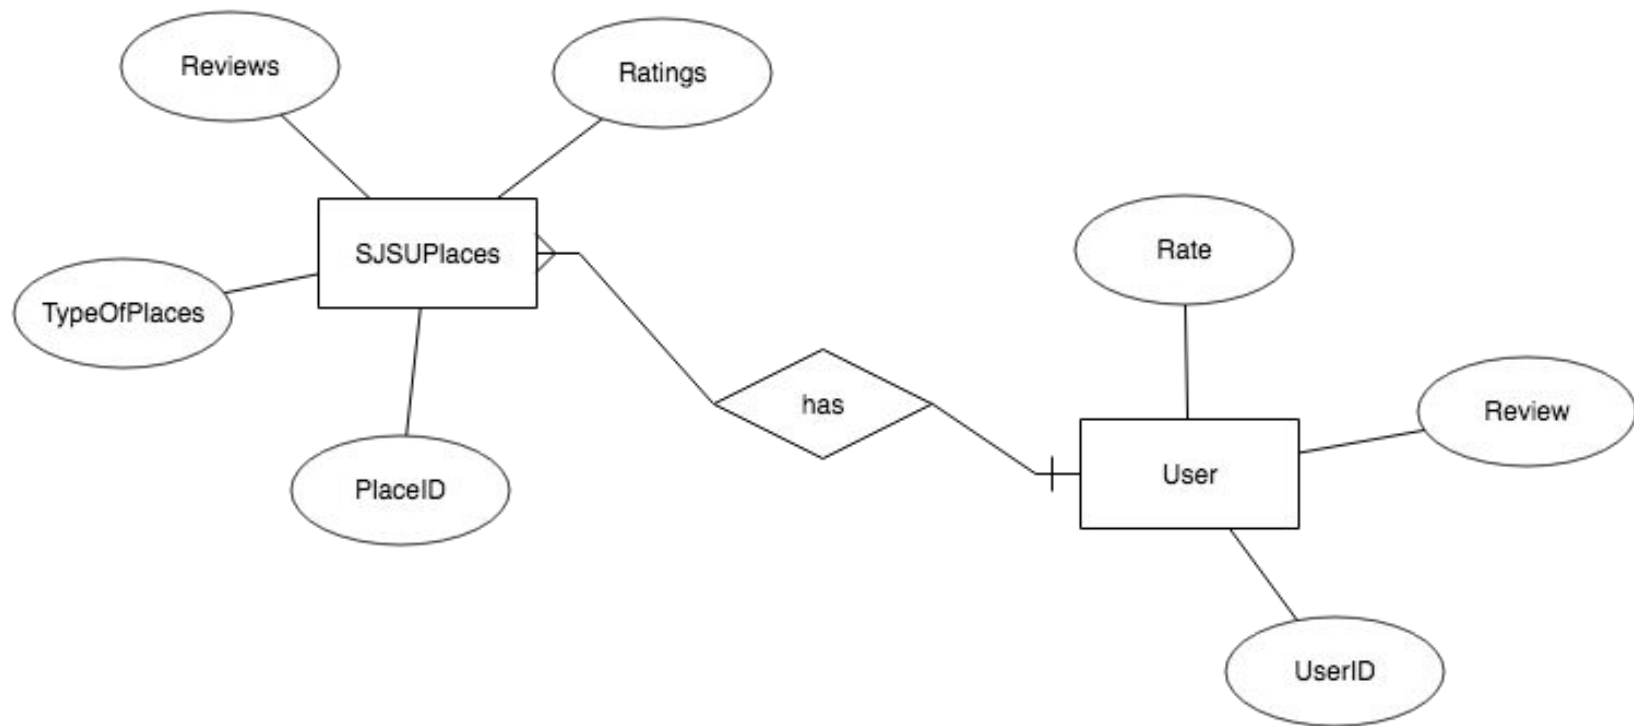 Reviews
Ratings
SJSUPlaces
TypeOfPlaces
PlaceID
has
Rate
Review
User
UserID